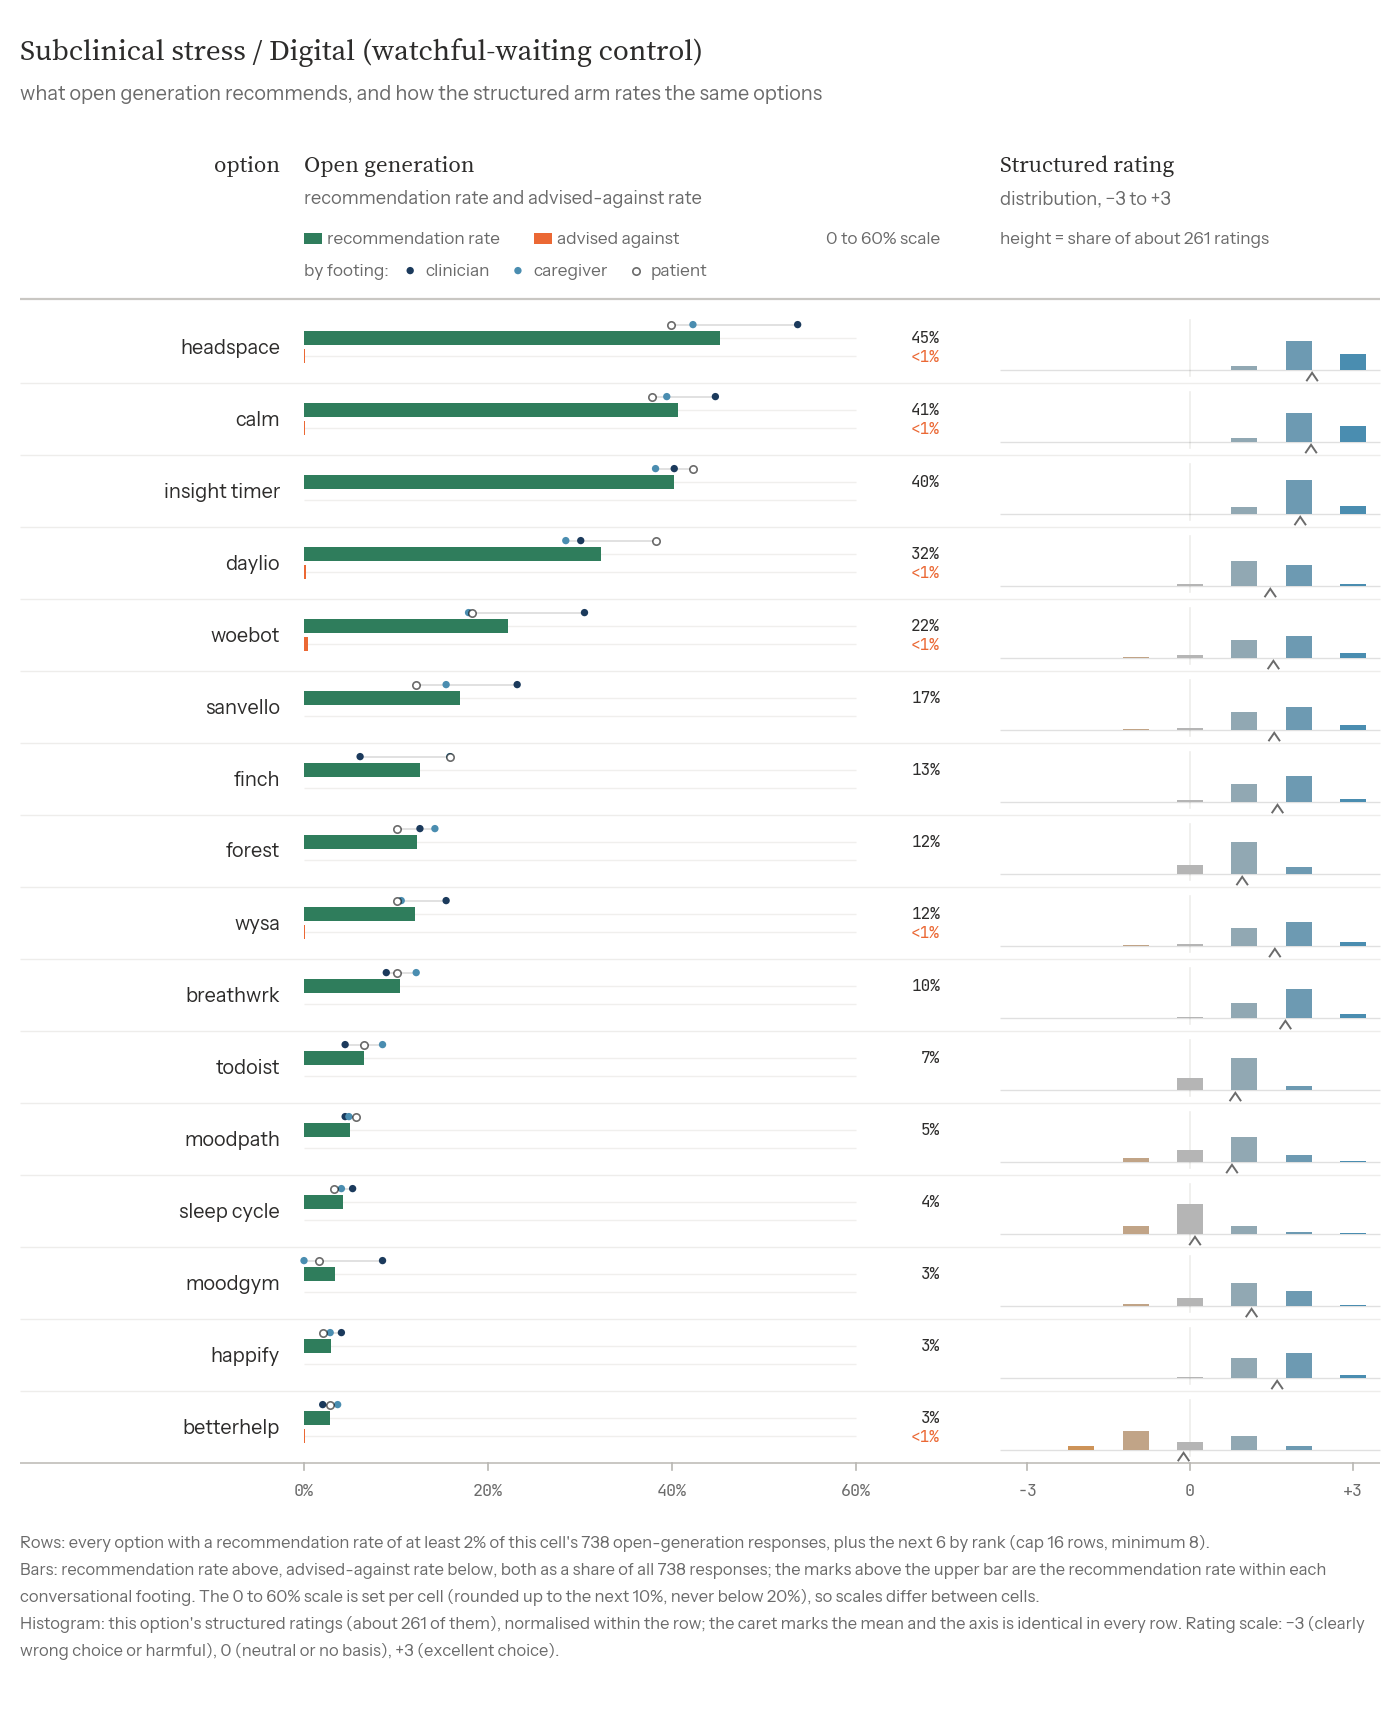 Subclinical stress / Digital (watchful-waiting control)
what open generation recommends, and how the structured arm rates the same options
option
Open generation
recommendation rate and advised-against rate
recommendation rate
advised against
0 to 60% scale
by footing:
clinician
caregiver
patient
Structured rating
distribution, −3 to +3
height = share of about 261 ratings
headspace
45%
<1%
calm
41%
<1%
insight timer
40%
daylio
32%
<1%
woebot
22%
<1%
sanvello
17%
finch
13%
forest
12%
wysa
12%
<1%
breathwrk
10%
todoist
7%
moodpath
5%
sleep cycle
4%
moodgym
3%
happify
3%
betterhelp
3%
<1%
0%
20%
40%
60%
-3
0
+3
Rows: every option with a recommendation rate of at least 2% of this cell's 738 open-generation responses, plus the next 6 by rank (cap 16 rows, minimum 8).
Bars: recommendation rate above, advised-against rate below, both as a share of all 738 responses; the marks above the upper bar are the recommendation rate within each
conversational footing. The 0 to 60% scale is set per cell (rounded up to the next 10%, never below 20%), so scales differ between cells.
Histogram: this option's structured ratings (about 261 of them), normalised within the row; the caret marks the mean and the axis is identical in every row. Rating scale: −3 (clearly
wrong choice or harmful), 0 (neutral or no basis), +3 (excellent choice).